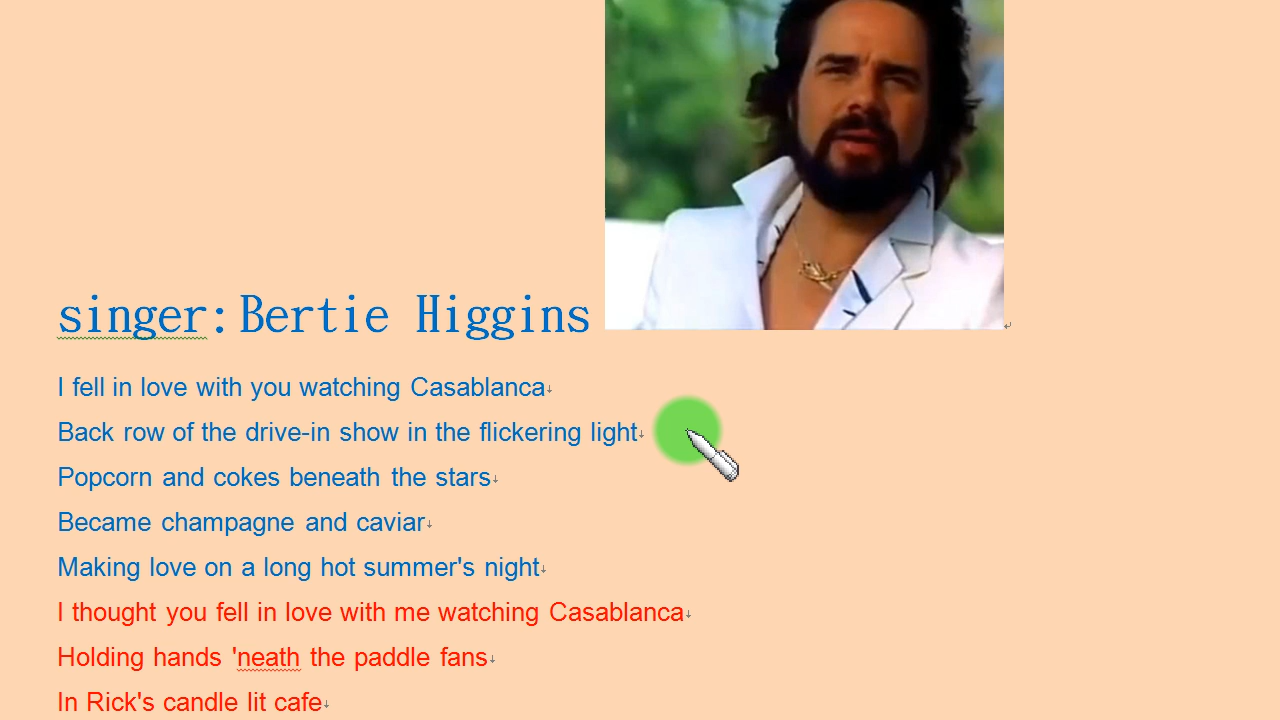 singer:Bertie Higgins
I fell in love with you watching Casablanca
Back row of the drive-in show in the flickering light
Popcorn and cokes beneath the stars
Became champagne and caviar
Making love on a long hot summer's night
I thought you fell in love with me watching Casablanca
Holding hands 'neath the paddle fans
In Rick's candle lit cafe